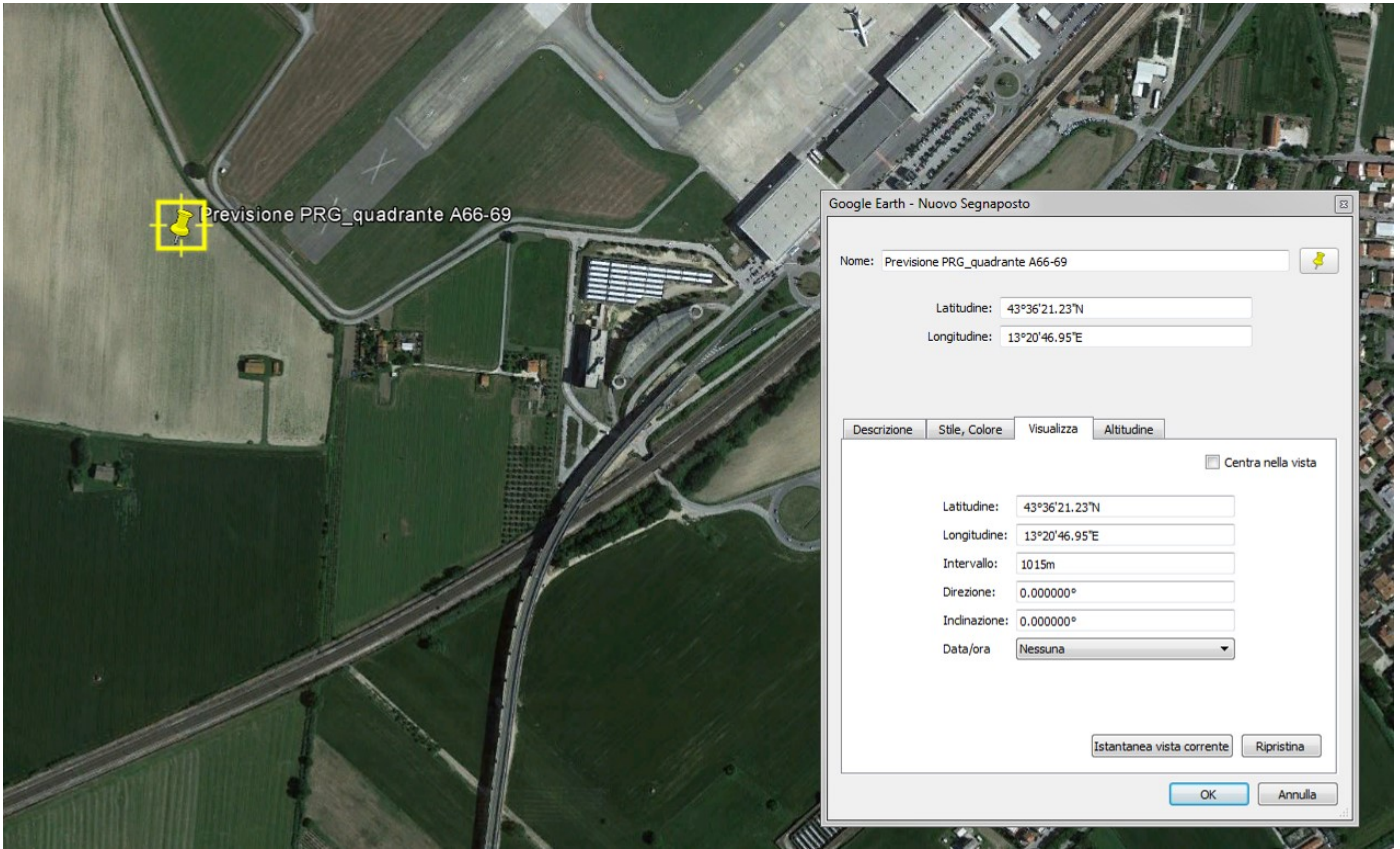 Previsione PRG_quadrante A66-69
Google Earth - Nuovo Segnaposto
Nome: Previsione PRG_quadrante A66-69
Latitudine: 43°36'21.23"N
Longitudine: 13°20'46.95"E
Descrizione Stile, Colore Visualizza Altitudine
Centra nella vista
Latitudine: 43°36'21.23"N
Longitudine: 13°20'46.95"E
Intervallo: 1015m
Direzione: 0.000000°
Inclinazione: 0.000000°
Data/ora Nessuna
Istantanea vista corrente Ripristina
OK Annulla